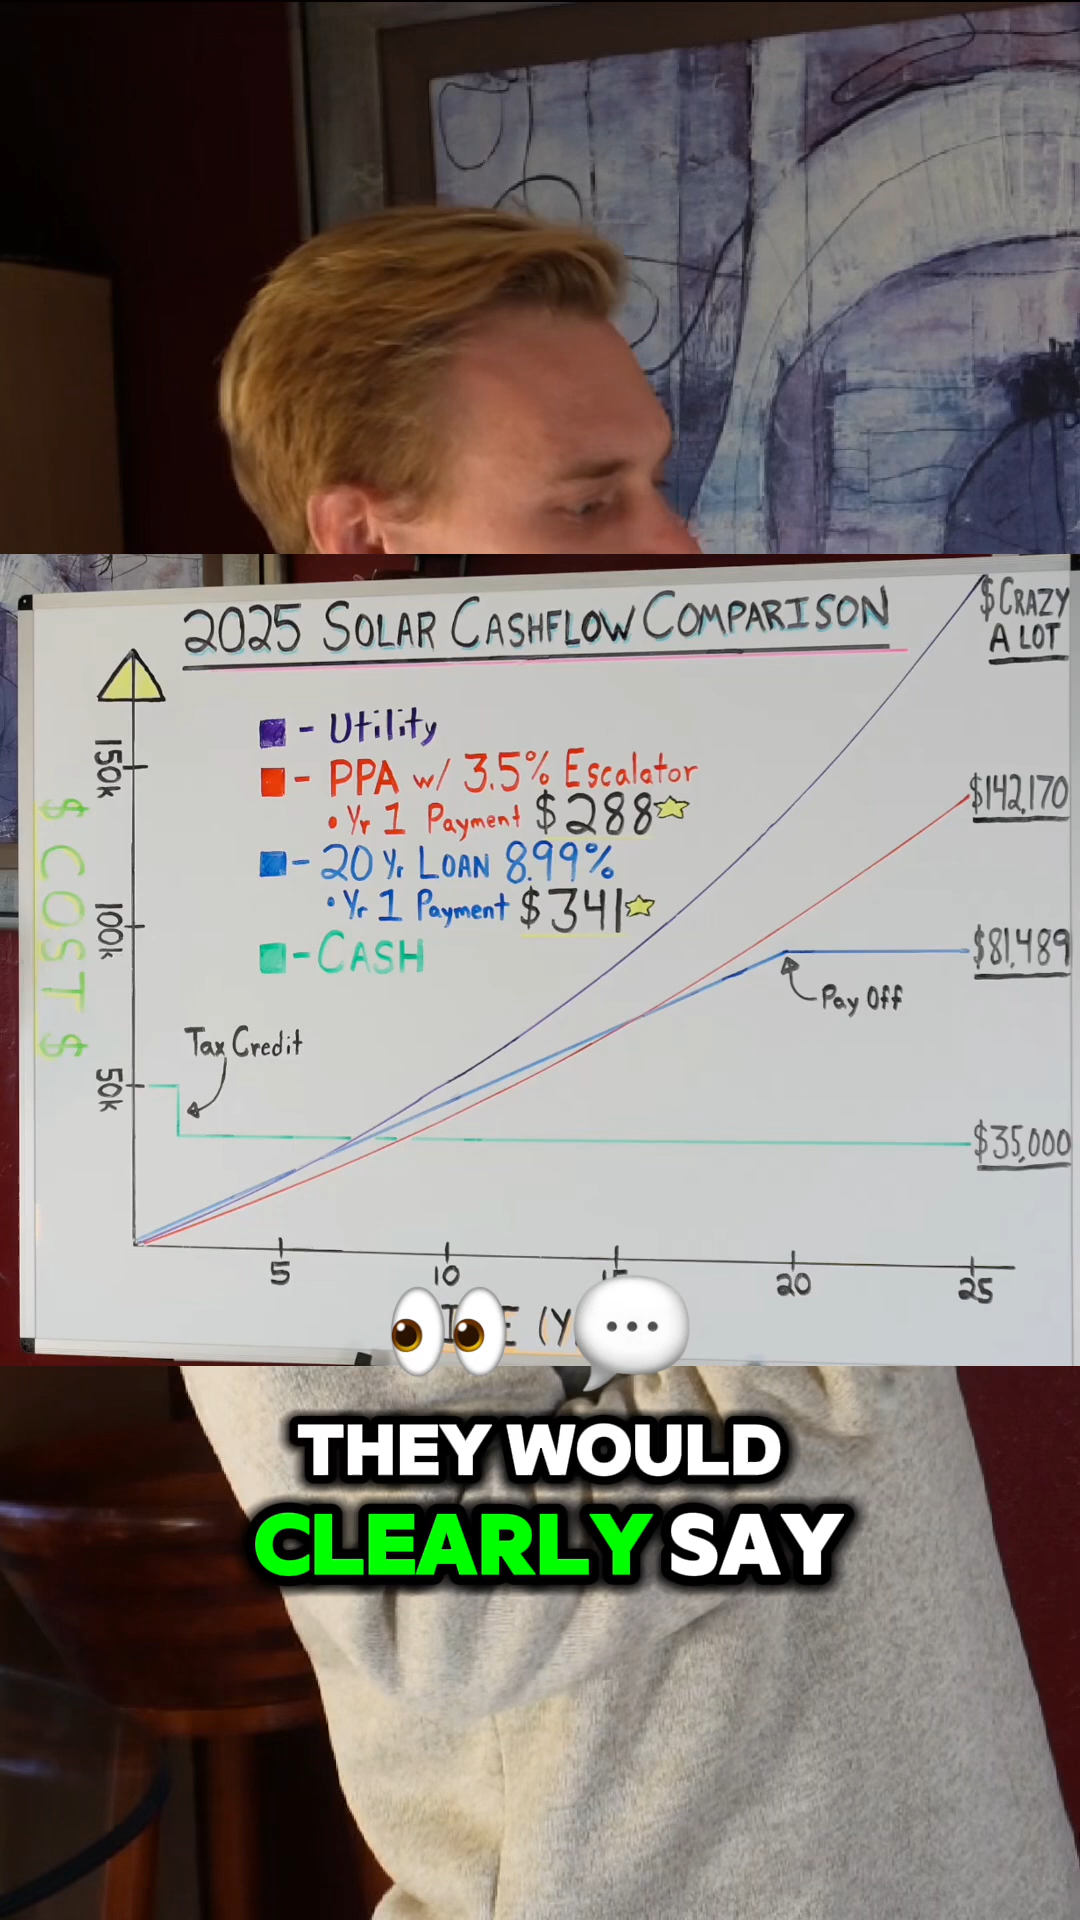 2025 SOLAR CASHFLOW COMPARISON
$ CRAZY
A LOT
- Utility
- PPA w/ 3.5% Escalator
• Yr 1 Payment $288
- 20 Yr LOAN 8.99%
• Yr 1 Payment $341
- CASH
$142,170
$81,489
Pay Off
Tax Credit
$35,000
$ COST $
150k
100k
50k
5
10
20
25
THEY WOULD
CLEARLY SAY